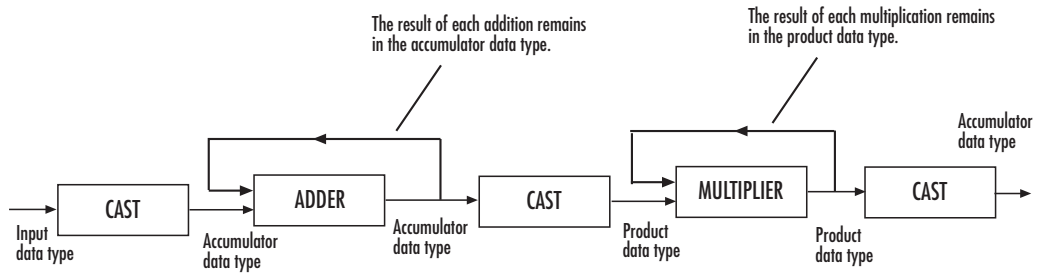 The result of each addition remains
in the accumulator data type.
The result of each multiplication remains
in the product data type.
Accumulator
data type
CAST
ADDER
CAST
MULTIPLIER
CAST
Input
data type
Accumulator
data type
Accumulator
data type
Product
data type
Product
data type